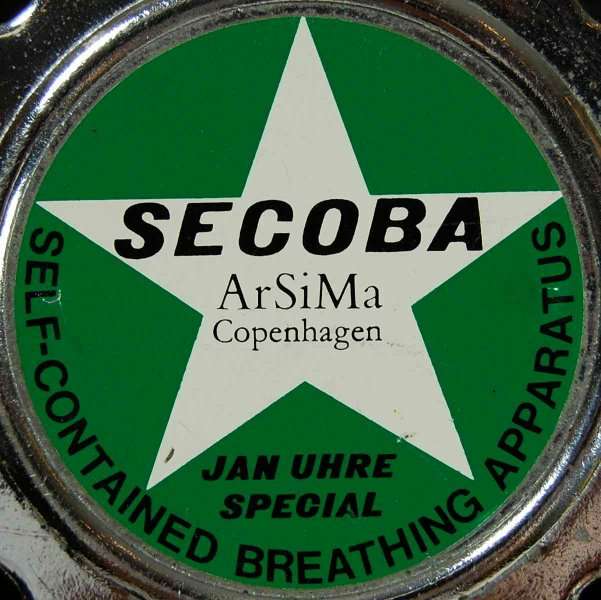 SECOBA
ArSiMa
Copenhagen
JAN UHRE
SPECIAL
SELF-CONTAINED BREATHING APPARATUS